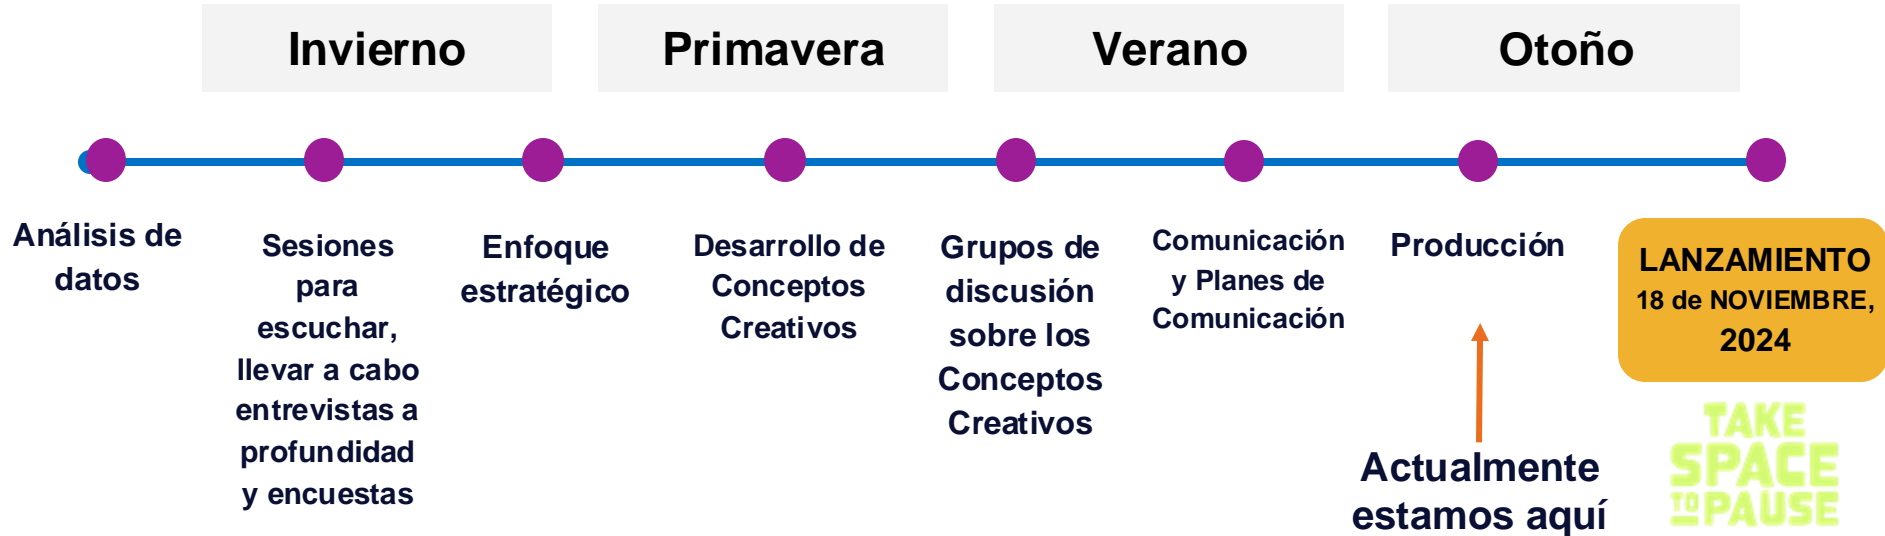 Invierno
Primavera
Verano
Otoño
Análisis de
datos
Sesiones
para
escuchar,
llevar a cabo
entrevistas a
profundidad
y encuestas
Enfoque
estratégico
Desarrollo de
Conceptos
Creativos
Grupos de
discusión
sobre los
Conceptos
Creativos
Comunicación
y Planes de
Comunicación
Producción
Actualmente
estamos aquí
LANZAMIENTO
18 de NOVIEMBRE,
2024
TAKE
SPACE
TO PAUSE